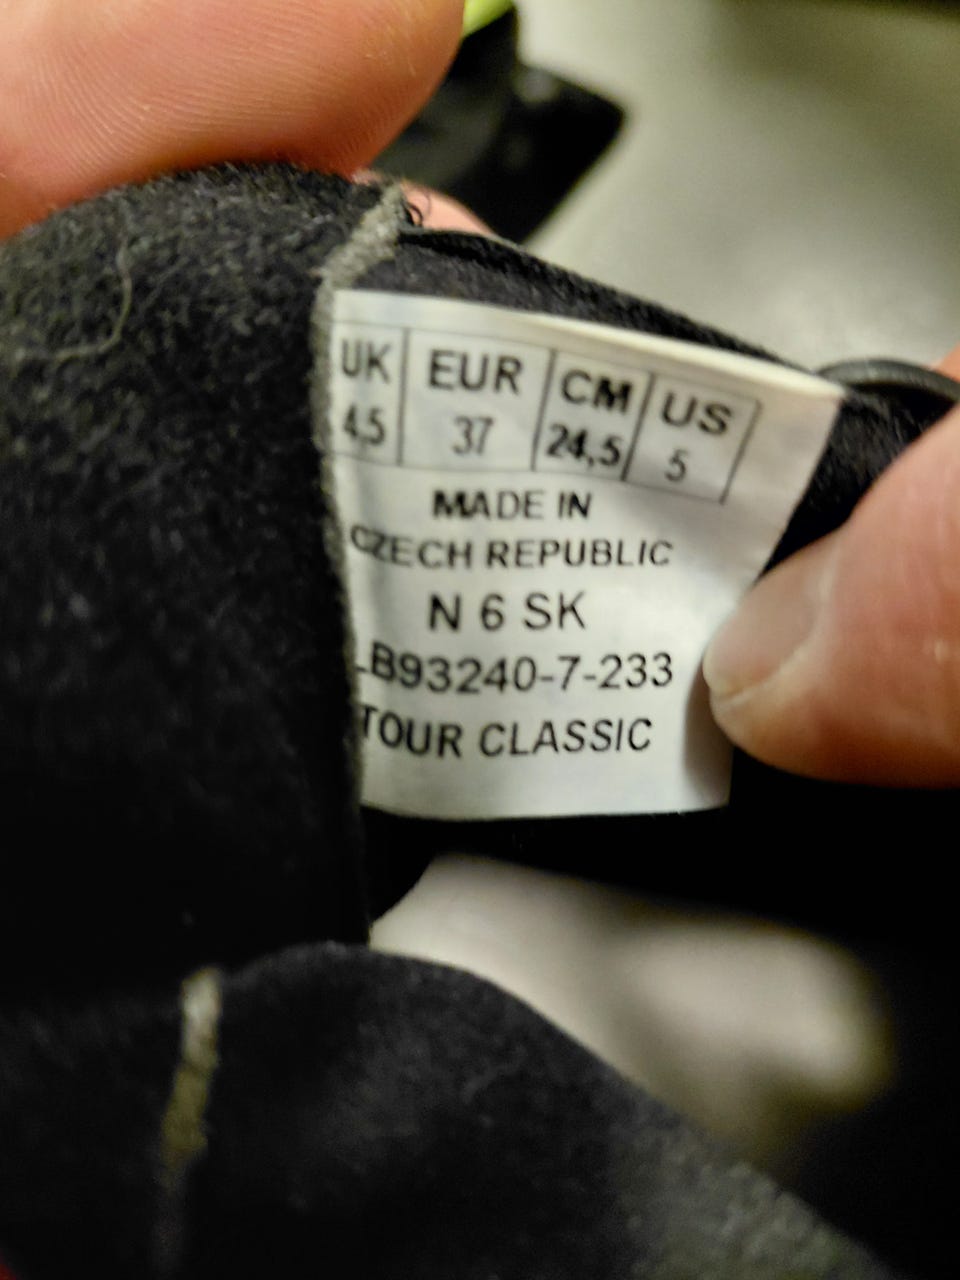 UK EUR CM US
4,5 37 24,5 5
MADE IN
CZECH REPUBLIC
N 6 SK
LB93240-7-233
TOUR CLASSIC